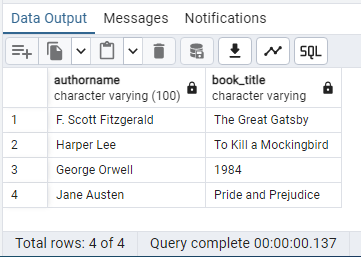 Data Output Messages Notifications
SQL
authorname book_title
character varying (100) character varying
1 F. Scott Fitzgerald The Great Gatsby
2 Harper Lee To Kill a Mockingbird
3 George Orwell 1984
4 Jane Austen Pride and Prejudice
Total rows: 4 of 4 Query complete 00:00:00.137